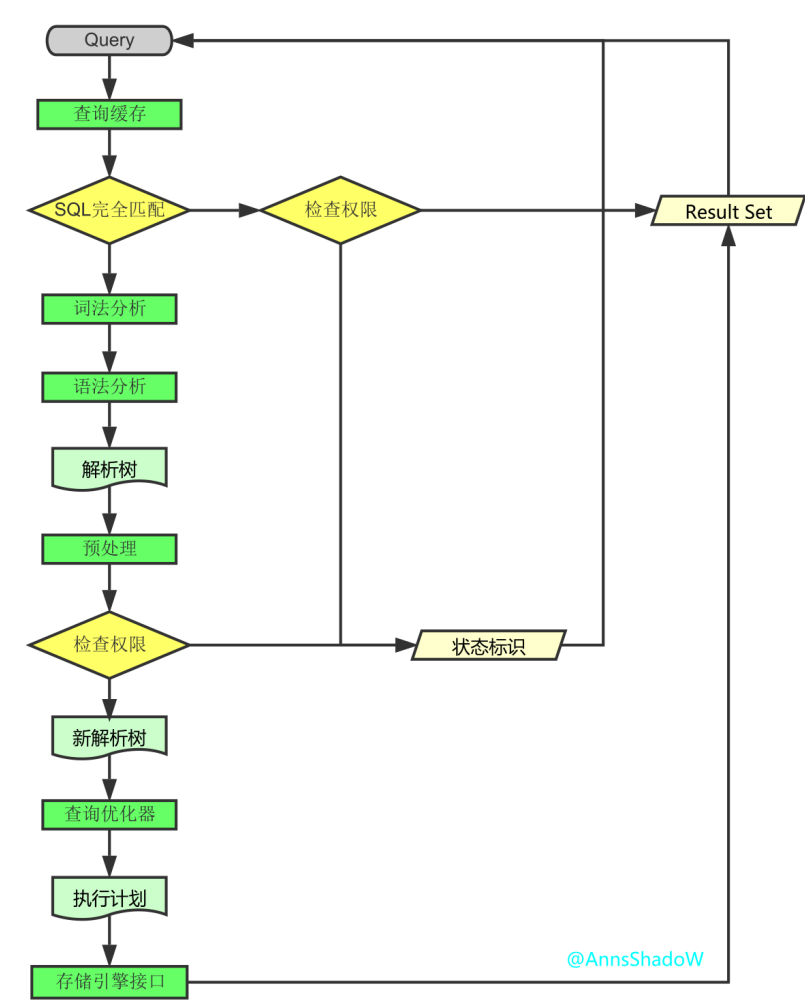 Query
查询缓存
SQL完全匹配
检查权限
Result Set
词法分析
语法分析
解析树
预处理
检查权限
状态标识
新解析树
查询优化器
执行计划
@AnnsShadoW
存储引擎接口